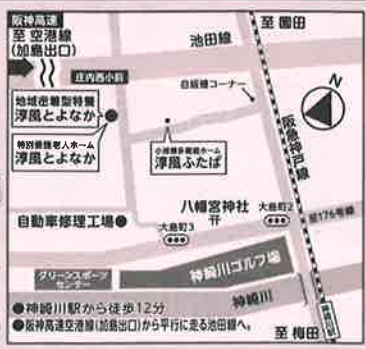 阪神高速
至 空港線
(加島出口)
至 園田
池田線
庄内西小前
自販機コーナー
N
地域密着型特養
淳風とよなか
特別養護老人ホーム
淳風とよなか
小規模多機能ホーム
淳風ふたば
阪急神戸線
八幡宮神社
大島町2
至176号線
自動車修理工場●
大島町3
グリーンスポーツ
センター
神崎川ゴルフ場
神崎川
●神崎川駅から徒歩12分
●阪神高速空港線(加島出口)から平行に走る池田線へ。
神崎川駅
至 梅田